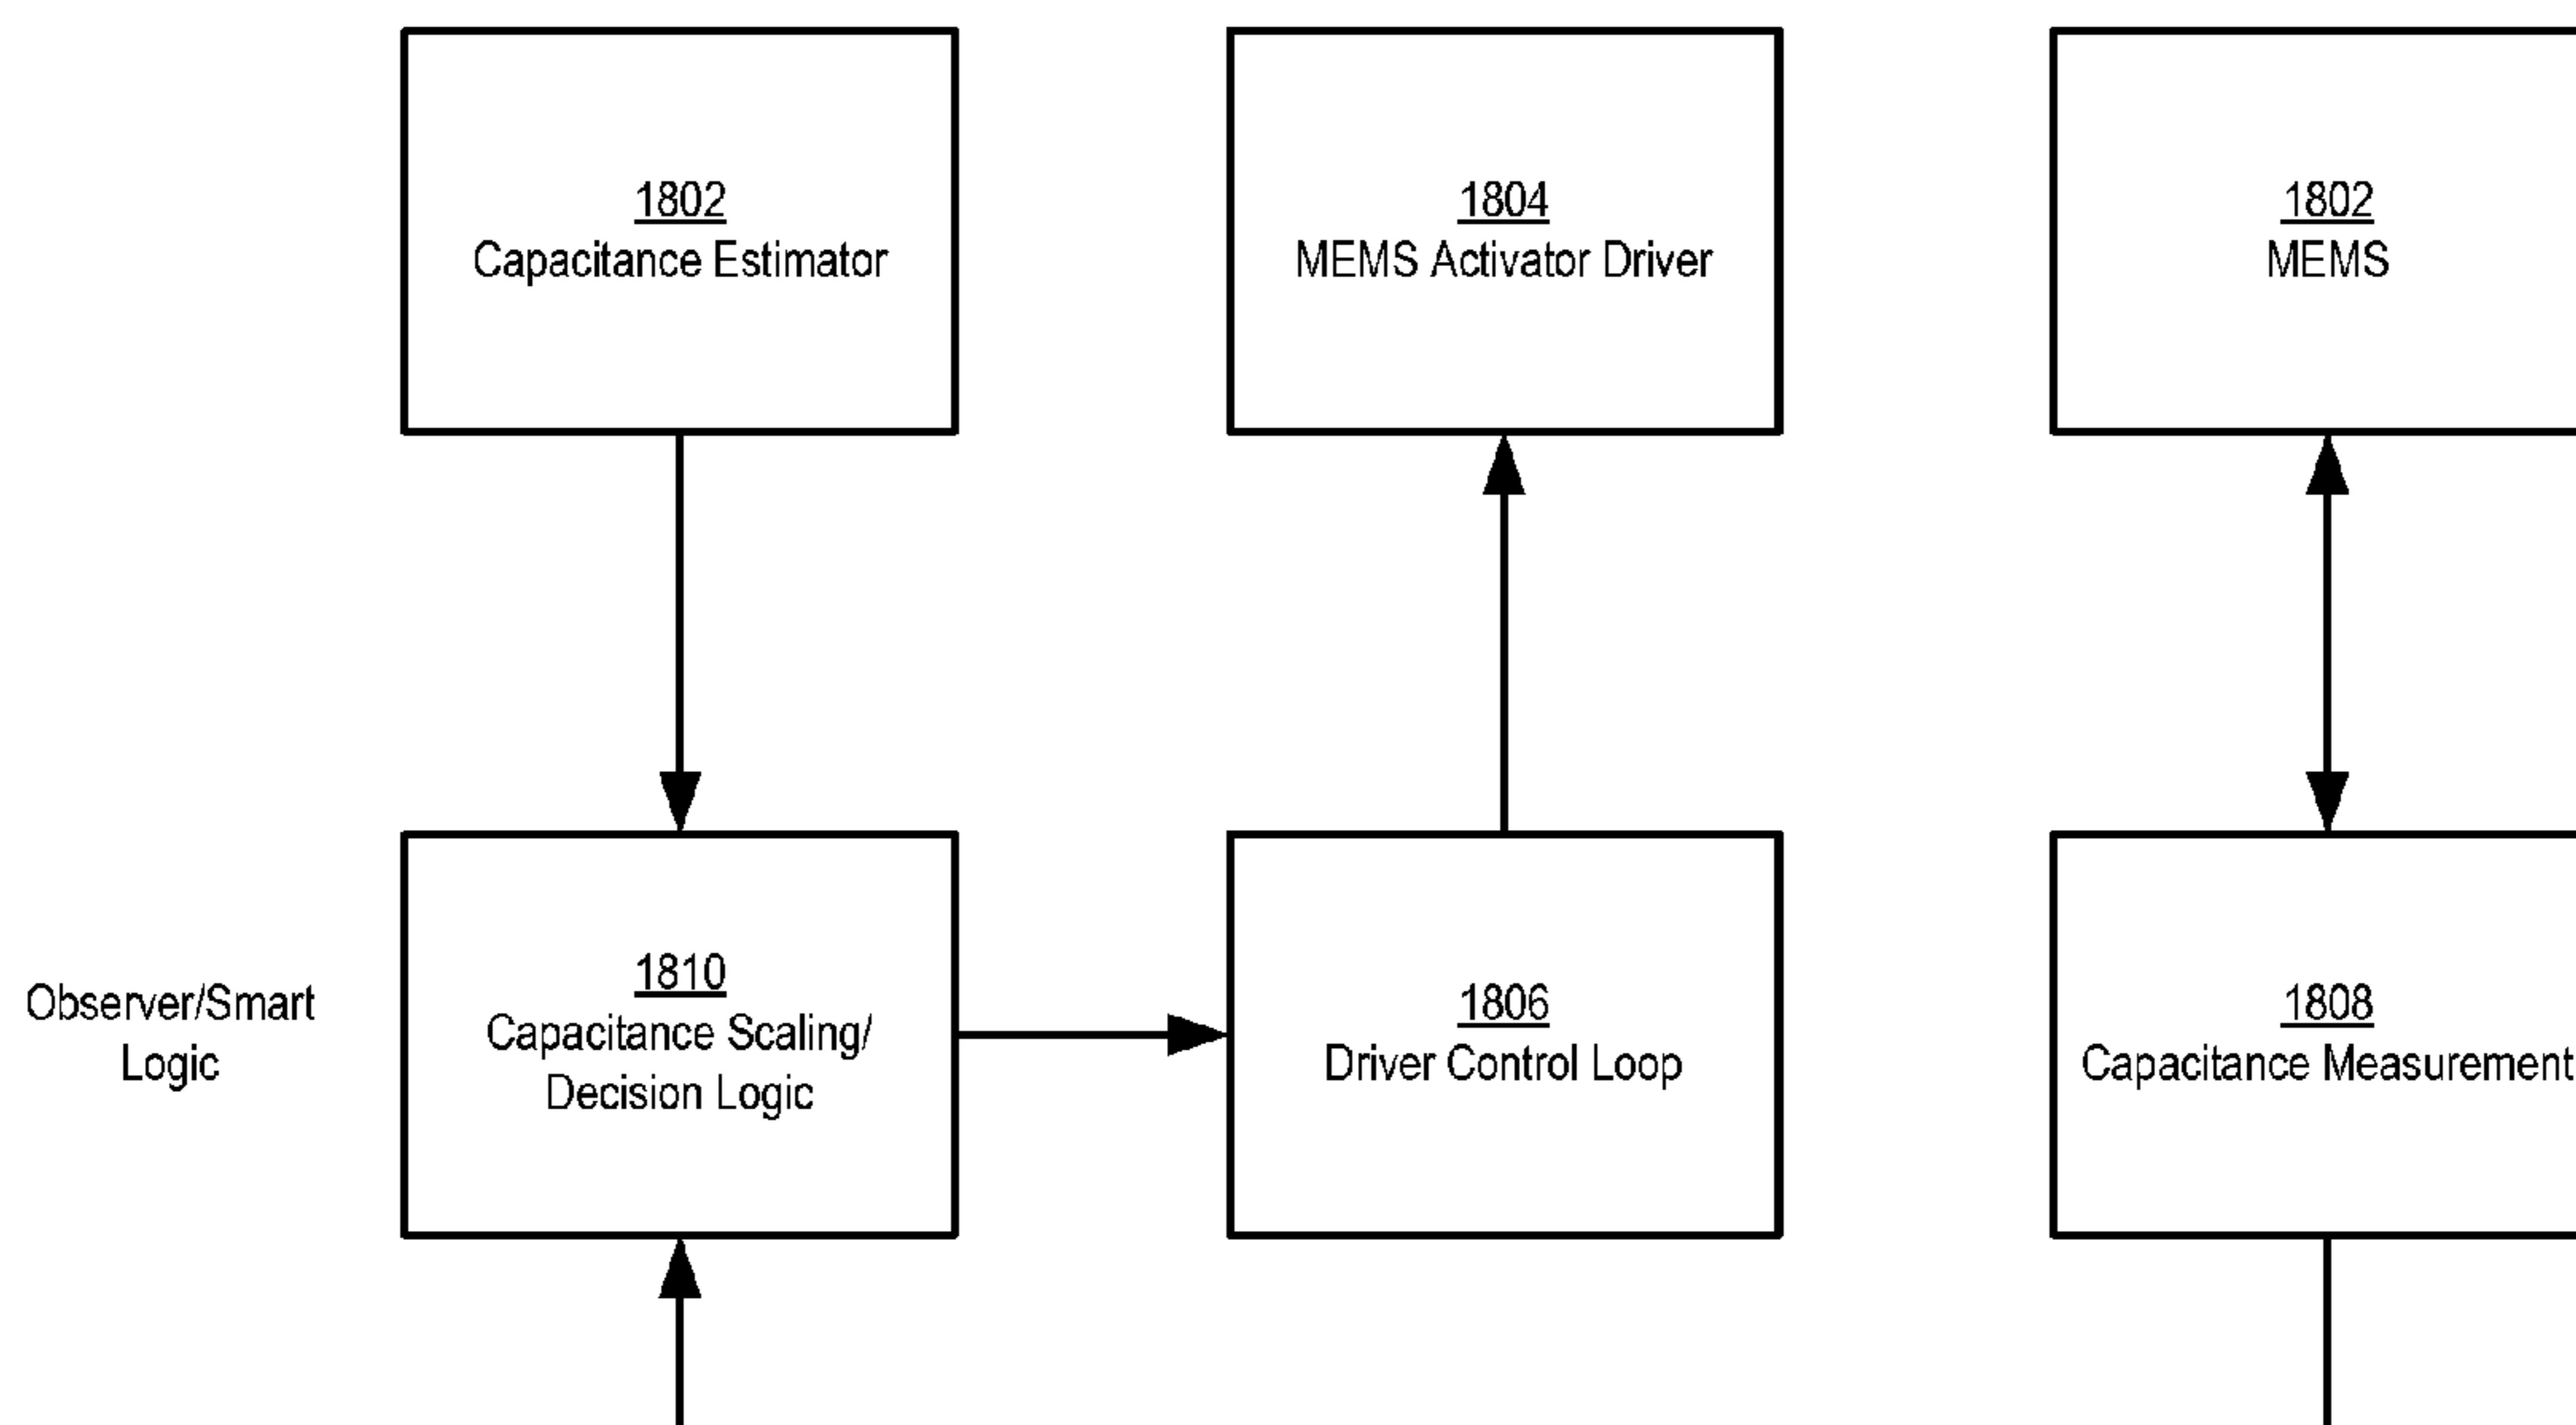 1802
Capacitance Estimator
1804
MEMS Activator Driver
1802
MEMS
Observer/Smart
Logic
1810
Capacitance Scaling/
Decision Logic
1806
Driver Control Loop
1808
Capacitance Measurement